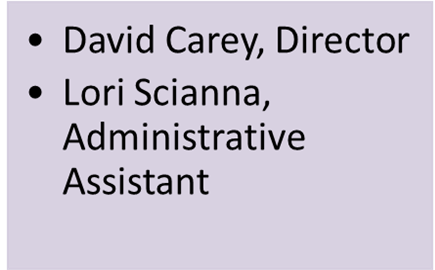 • David Carey, Director
• Lori Scianna,
Administrative
Assistant